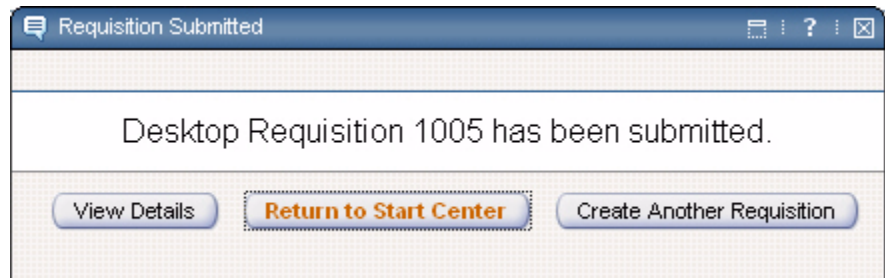 Requisition Submitted ?
Desktop Requisition 1005 has been submitted.
View Details Return to Start Center Create Another Requisition